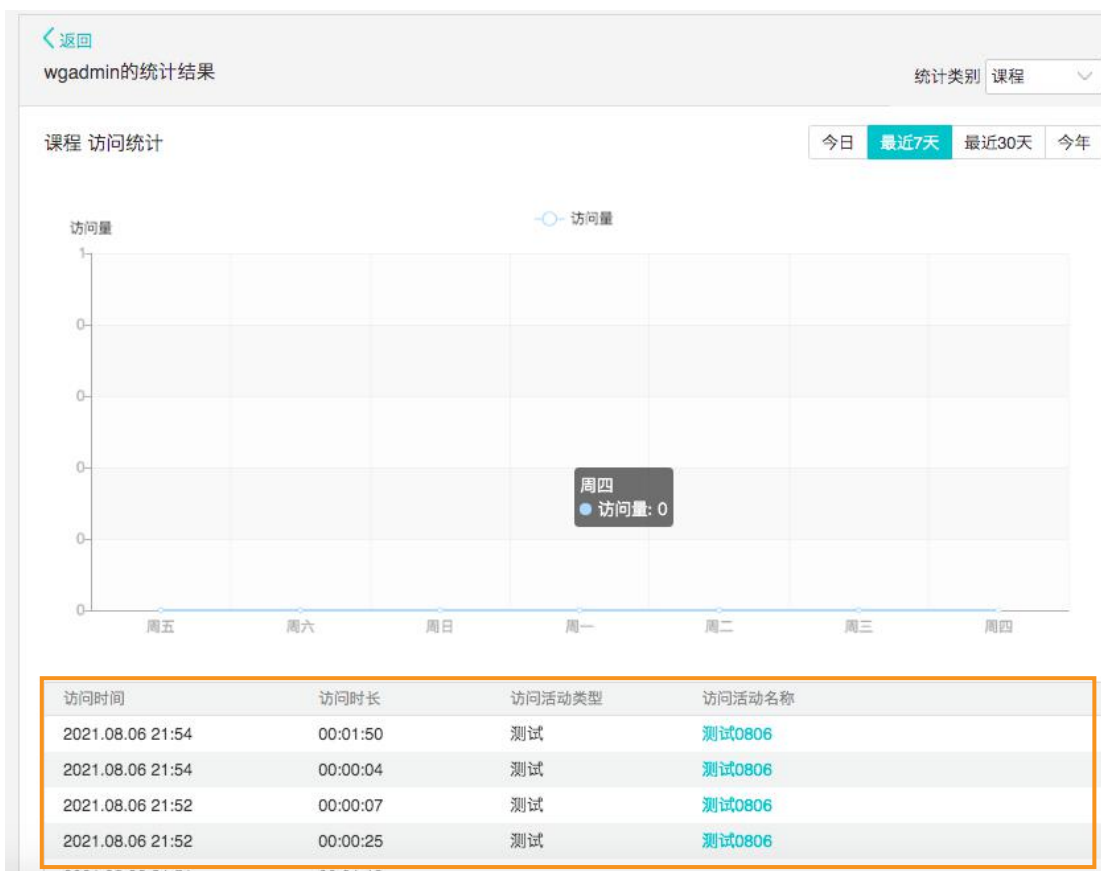 返回
wgadmin的统计结果
统计类别 课程
课程 访问统计
今日 最近7天 最近30天 今年
访问量
访问量
1
0
0
0
0
0
周四
访问量: 0
周五 周六 周日 周一 周二 周三 周四
访问时间 访问时长 访问活动类型 访问活动名称
2021.08.06 21:54 00:01:50 测试 测试0806
2021.08.06 21:54 00:00:04 测试 测试0806
2021.08.06 21:52 00:00:07 测试 测试0806
2021.08.06 21:52 00:00:25 测试 测试0806